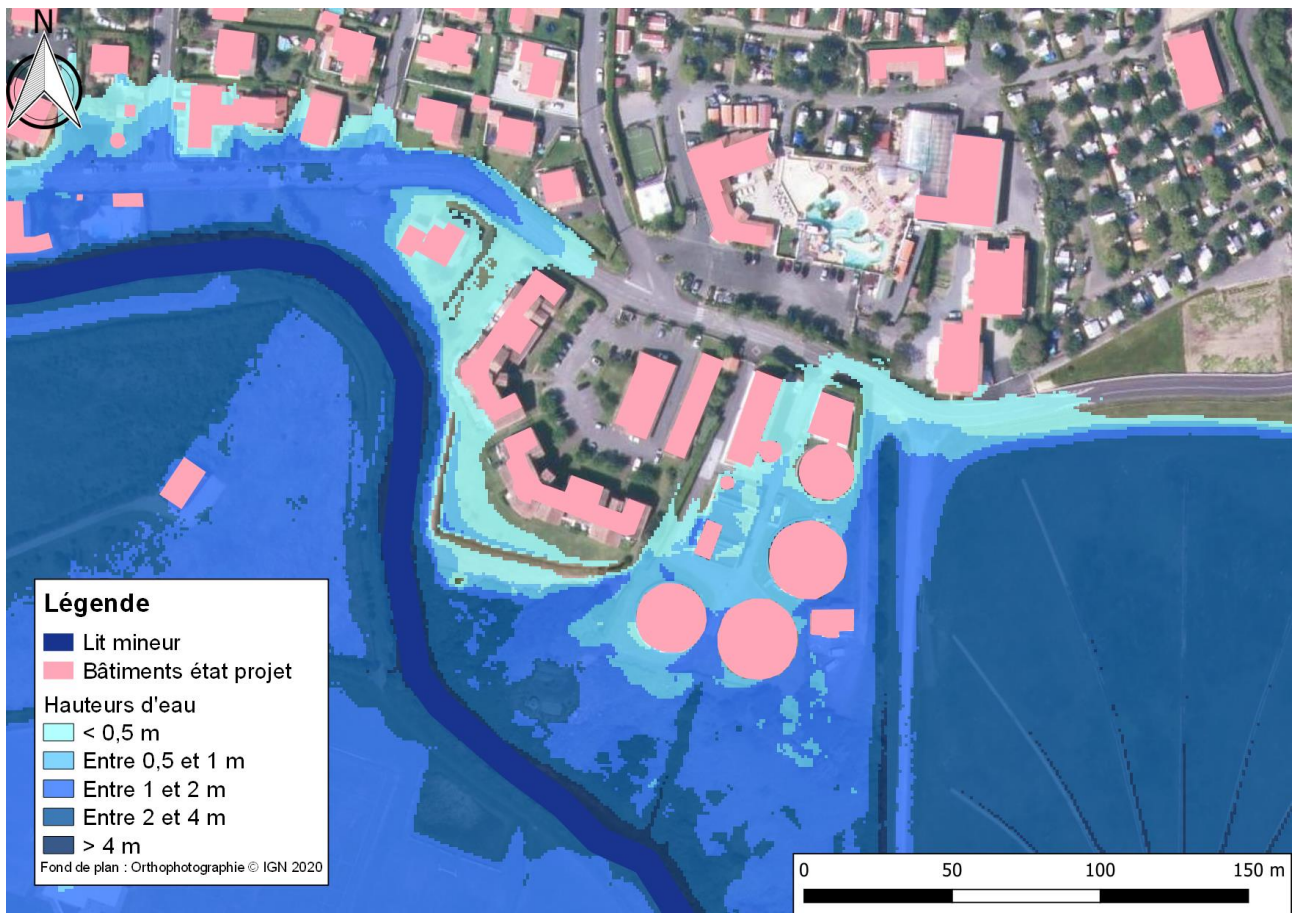 N
Légende
Lit mineur
Bâtiments état projet
Hauteurs d'eau
< 0,5 m
Entre 0,5 et 1 m
Entre 1 et 2 m
Entre 2 et 4 m
> 4 m
Fond de plan : Orthophotographie © IGN 2020
0 50 100 150 m